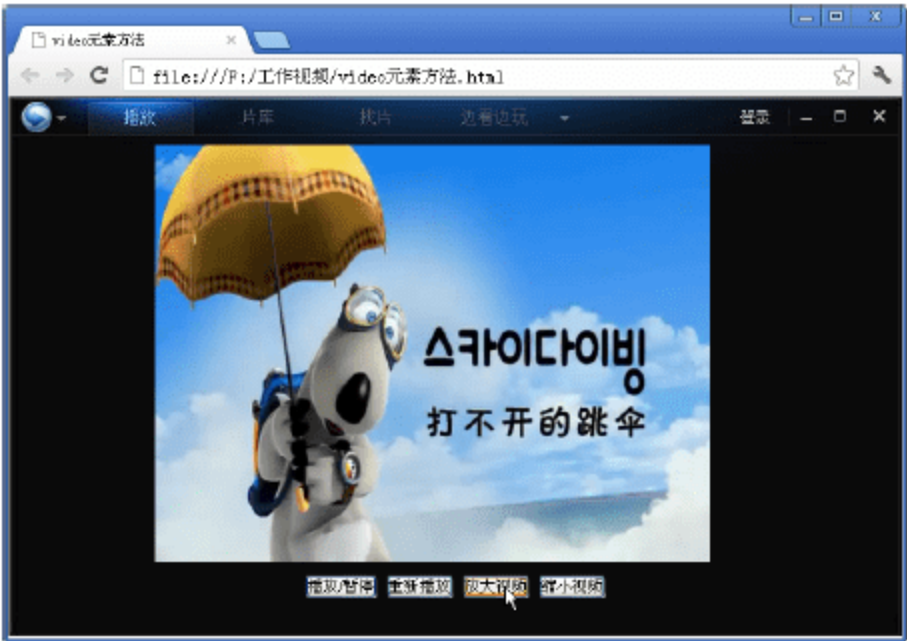 video元素方法
file:///F:/工作视频/video元素方法.html
播放 片库 找片 边看边玩 登录
스카이다이빙
打不开的跳伞
播放/暂停 重新播放 放大视频 缩小视频